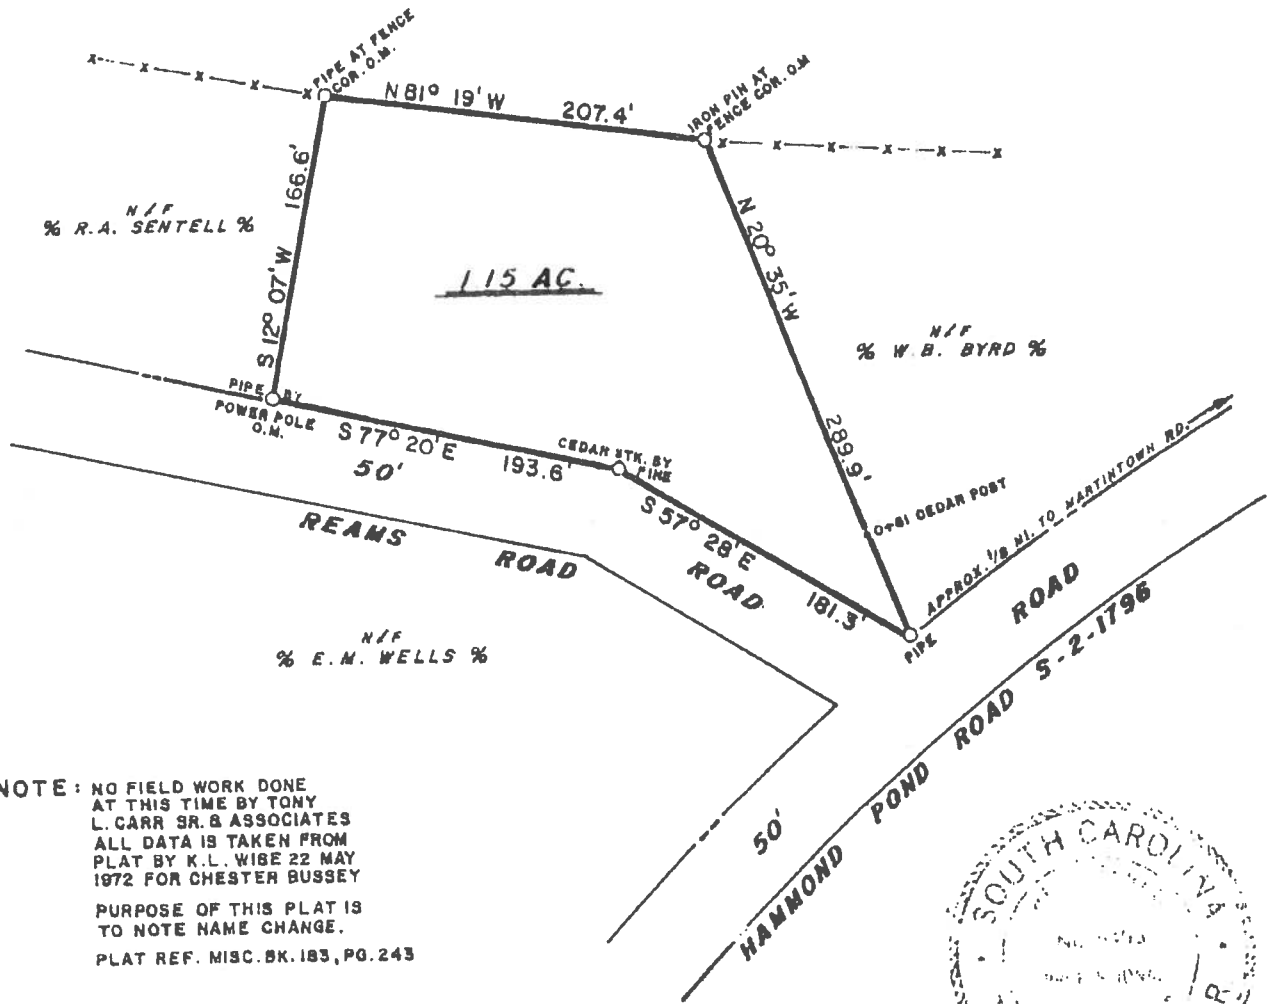 PIPE AT FENCE
COR. O.M.
N 81° 19' W 207.4'
IRON PIN AT
FENCE COR. O.M
166.6'
S 12° 07' W
N/F
% R.A. SENTELL %
1 15 AC.
N 20° 35' W
289.9'
N/F
% W.B. BYRD %
PIPE BY
POWER POLE
O.M.
S 77° 20' E 193.6'
50'
CEDAR STK. BY
PINE
S 57° 28' E
181.3'
0+61 CEDAR POST
APPROX. 1/8 MI. TO MARTINTOWN RD.
REAMS ROAD
ROAD
PIPE
ROAD
N/F
% E.M. WELLS %
HAMMOND POND ROAD S-2-1796
50'
NOTE: NO FIELD WORK DONE
AT THIS TIME BY TONY
L. CARR SR. & ASSOCIATES
ALL DATA IS TAKEN FROM
PLAT BY K.L. WISE 22 MAY
1972 FOR CHESTER BUSSEY
PURPOSE OF THIS PLAT IS
TO NOTE NAME CHANGE.
PLAT REF. MISC. BK. 183, PG. 243
SOUTH CAROLINA